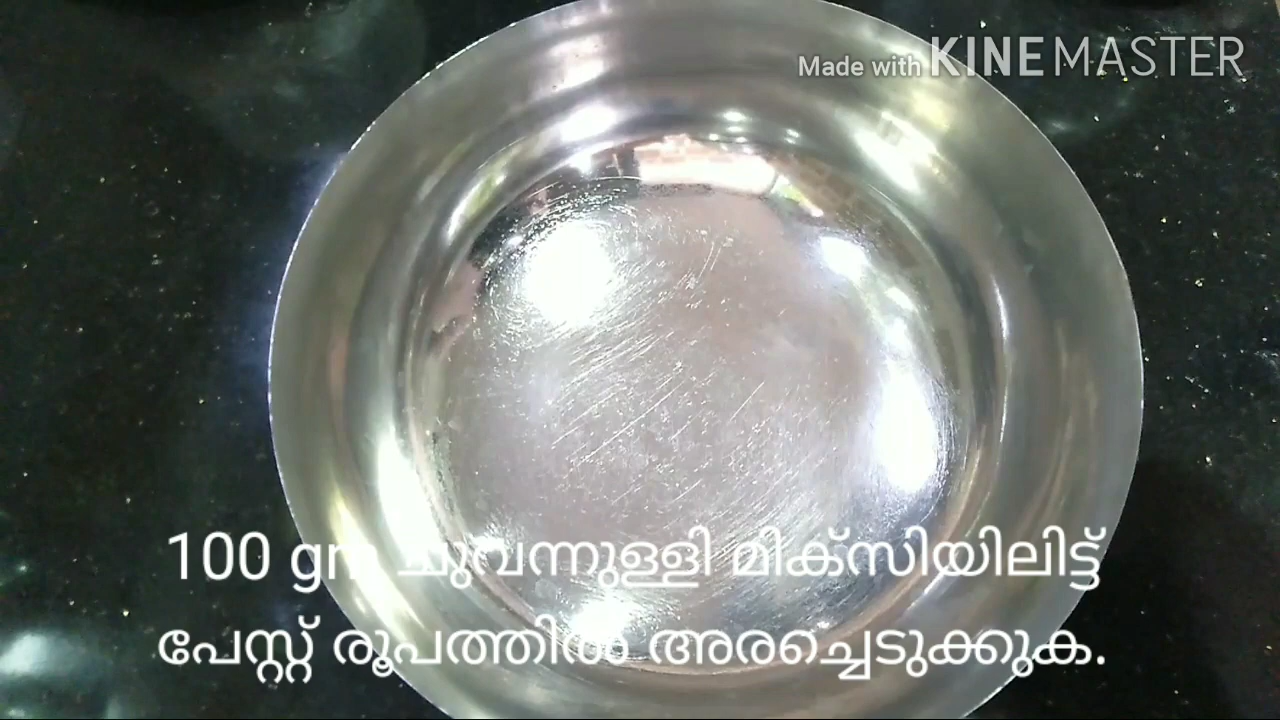 Made with KINEMASTER
100 gm ചുവന്നുള്ളി മിക്സിയിലിട്ട്
പേസ്റ്റ് രൂപത്തിൽ അരച്ചെടുക്കുക.